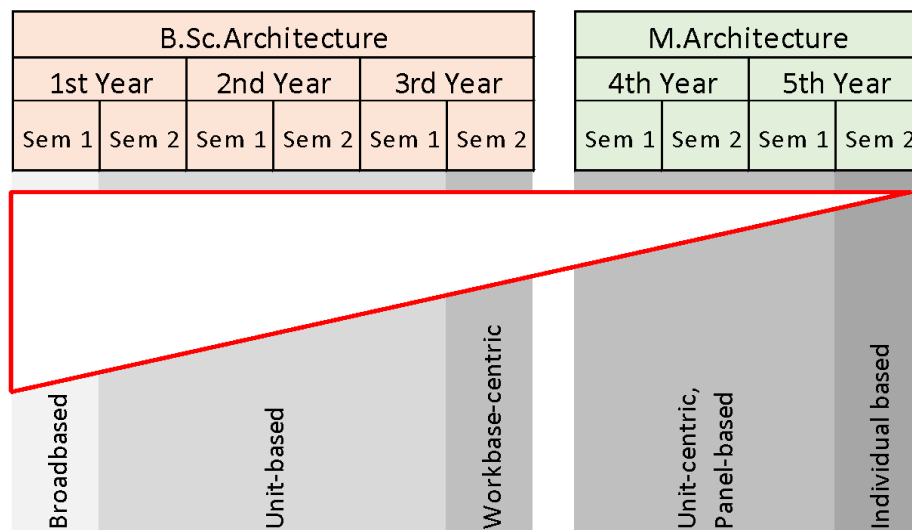 B.Sc.Architecture
M.Architecture
1st Year
2nd Year
3rd Year
4th Year
5th Year
Sem 1
Sem 2
Sem 1
Sem 2
Sem 1
Sem 2
Sem 1
Sem 2
Sem 1
Sem 2
Broadbased
Unit-based
Workbase-centric
Unit-centric,
Panel-based
Individual based